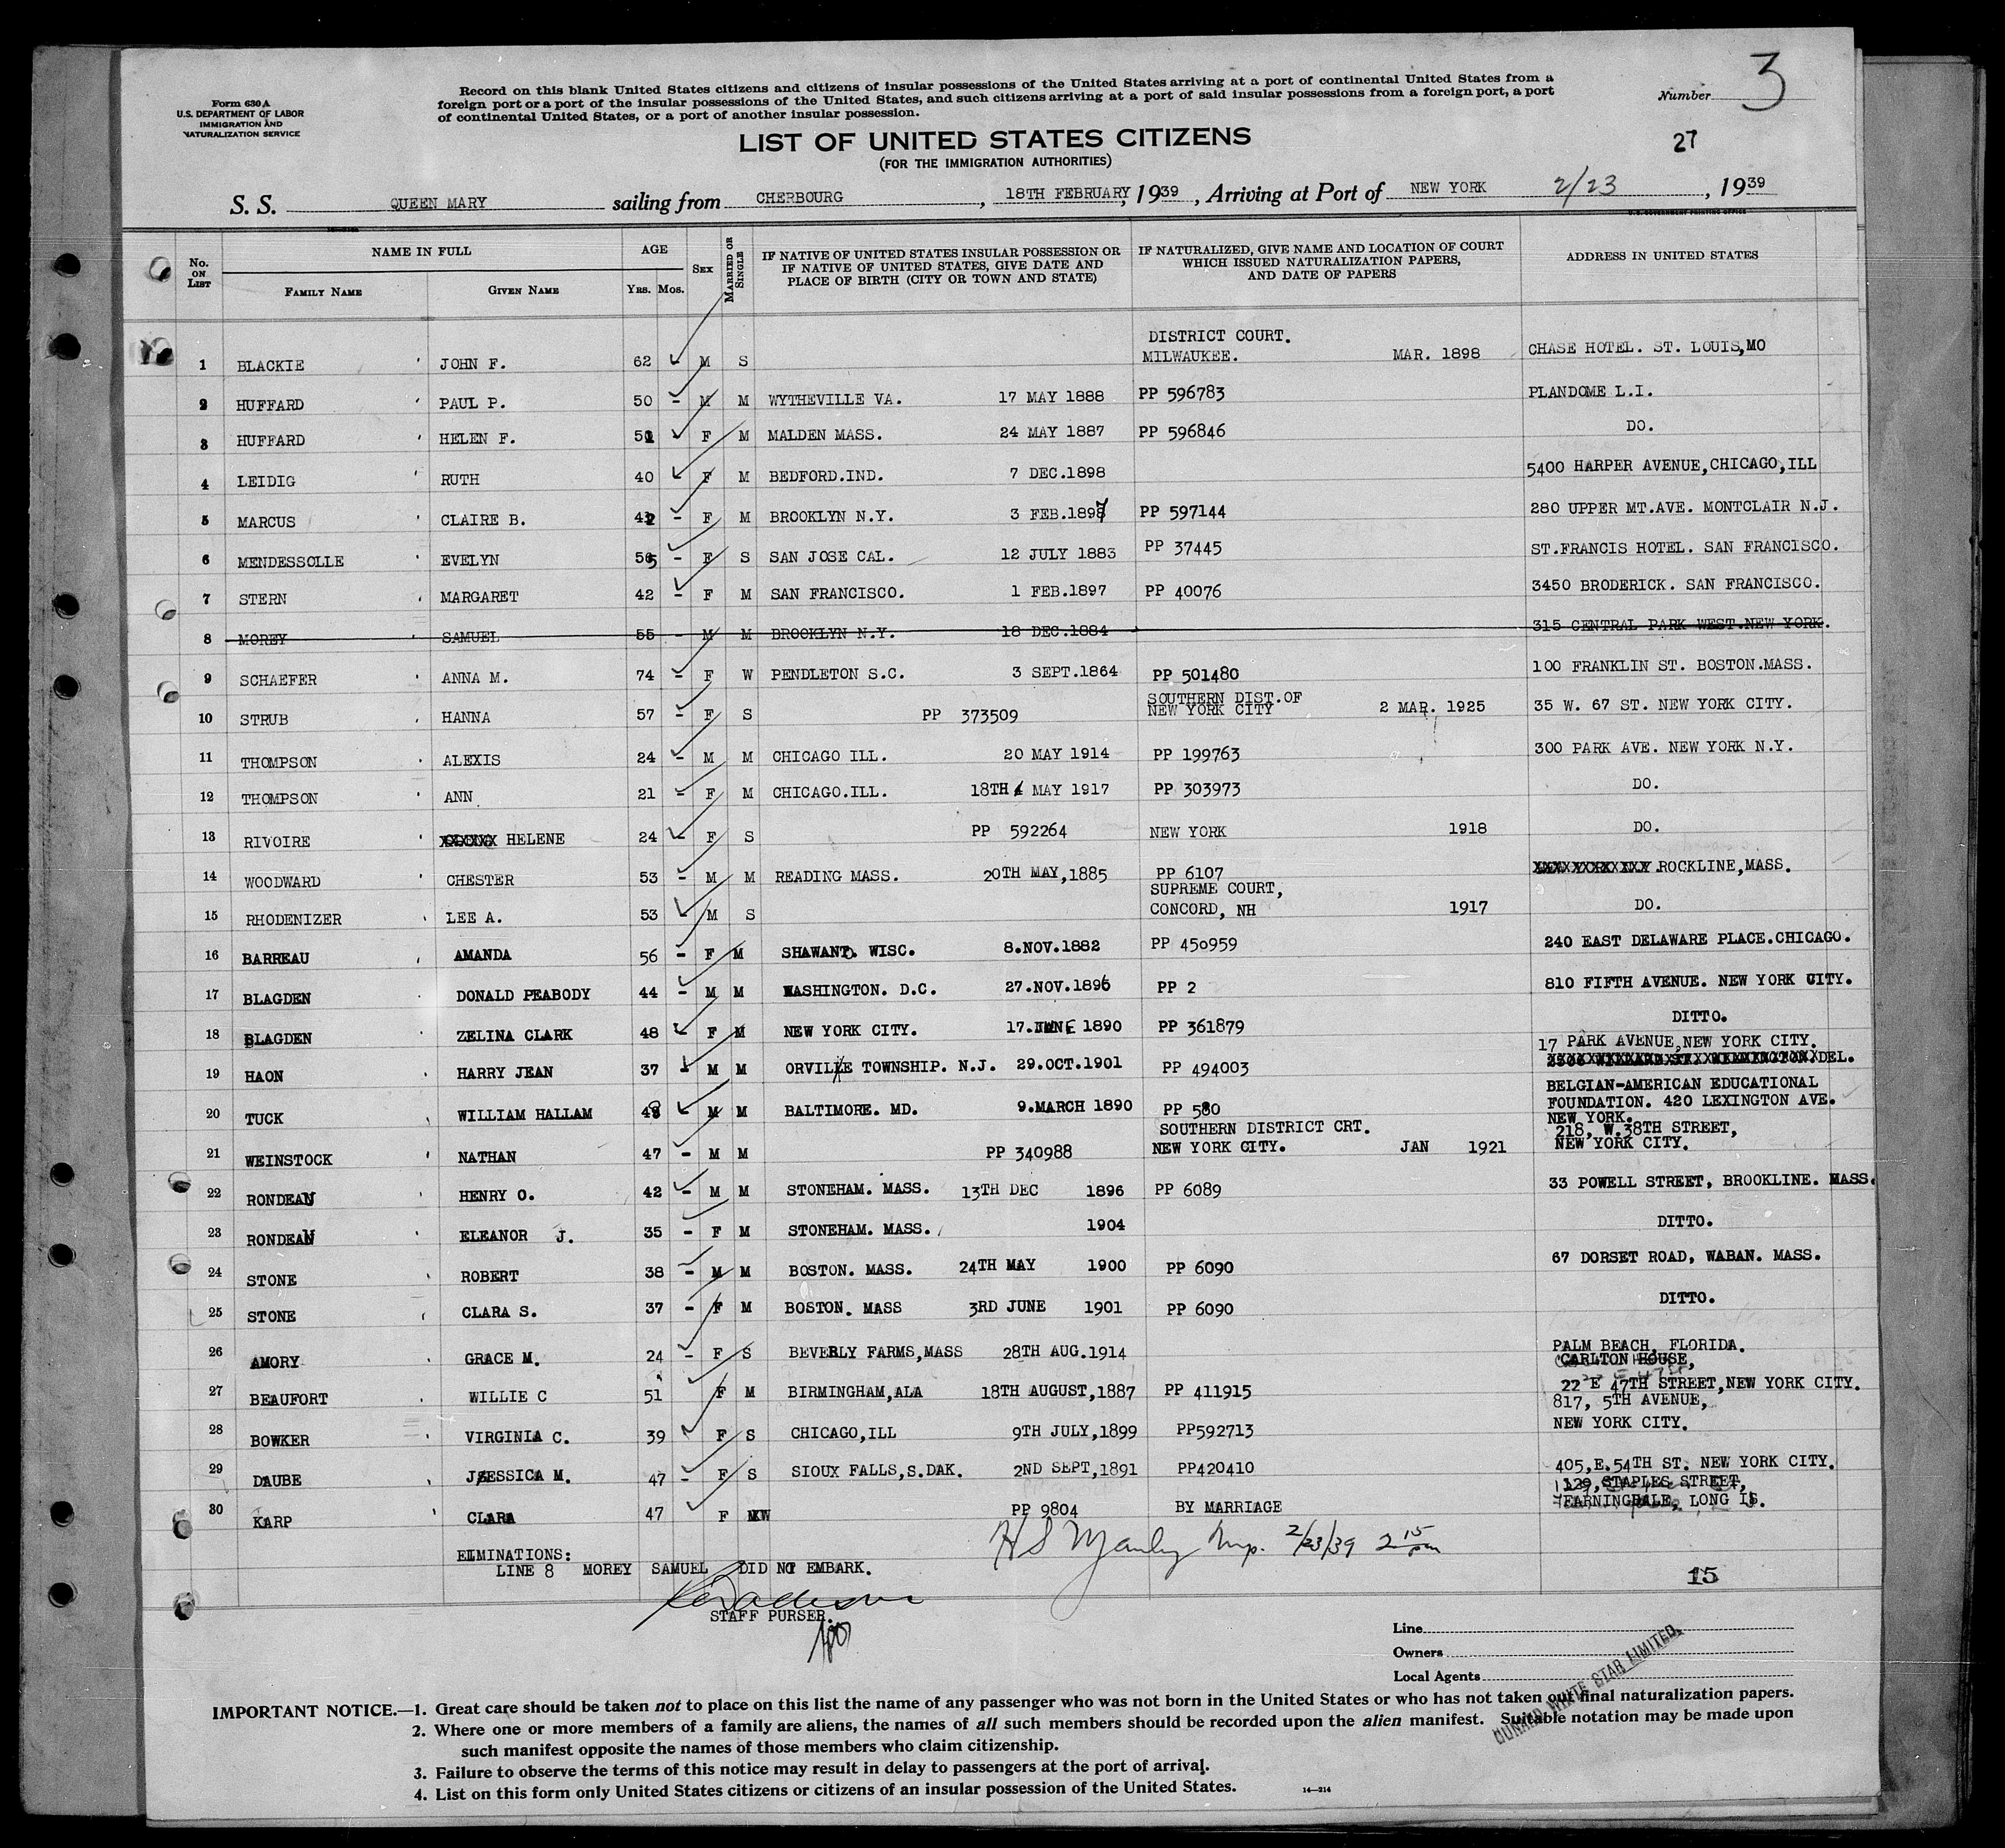 Form 630 A
U.S. DEPARTMENT OF LABOR
IMMIGRATION AND
NATURALIZATION SERVICE
Record on this blank United States citizens and citizens of insular possessions of the United States arriving at a port of continental United States from a
foreign port or a port of the insular possessions of the United States, and such citizens arriving at a port of said insular possessions from a foreign port, a port
of continental United States, or a port of another insular possession.
Number 3
LIST OF UNITED STATES CITIZENS
(FOR THE IMMIGRATION AUTHORITIES)
27
S. S. QUEEN MARY sailing from CHERBOURG, 18TH FEBRUARY, 1939, Arriving at Port of NEW YORK 2/23, 1939
U.S. GOVERNMENT PRINTING OFFICE
No. ON LIST NAME IN FULL FAMILY NAME GIVEN NAME AGE YRS. MOS. SEX MARRIED OR SINGLE IF NATIVE OF UNITED STATES INSULAR POSSESSION OR IF NATIVE OF UNITED STATES, GIVE DATE AND PLACE OF BIRTH (CITY OR TOWN AND STATE) IF NATURALIZED, GIVE NAME AND LOCATION OF COURT WHICH ISSUED NATURALIZATION PAPERS, AND DATE OF PAPERS ADDRESS IN UNITED STATES
DISTRICT COURT.
1 BLACKIE JOHN F. 62 M S MILWAUKEE. MAR. 1898 CHASE HOTEL. ST. LOUIS,MO
2 HUFFARD PAUL P. 50 - M M WYTHEVILLE VA. 17 MAY 1888 PP 596783 PLANDOME L.I.
3 HUFFARD HELEN F. 51 F M MALDEN MASS. 24 MAY 1887 PP 596846 DO.
4 LEIDIG RUTH 40 F M BEDFORD.IND. 7 DEC.1898 5400 HARPER AVENUE,CHICAGO,ILL
5 MARCUS CLAIRE B. 42 - F M BROOKLYN N.Y. 3 FEB.1897 PP 597144 280 UPPER MT.AVE. MONTCLAIR N.J.
6 MENDESSOLLE EVELYN 55 - F S SAN JOSE CAL. 12 JULY 1883 PP 37445 ST.FRANCIS HOTEL. SAN FRANCISCO.
7 STERN MARGARET 42 - F M SAN FRANCISCO. 1 FEB.1897 PP 40076 3450 BRODERICK. SAN FRANCISCO.
8 MOREY SAMUEL 55 - M M BROOKLYN N.Y. 18 DEC.1884 315 CENTRAL PARK WEST.NEW YORK.
9 SCHAEFER ANNA M. 74 - F W PENDLETON S.C. 3 SEPT.1864 PP 501480 100 FRANKLIN ST. BOSTON.MASS.
SOUTHERN DIST.OF
10 STRUB HANNA 57 - F S PP 373509 NEW YORK CITY 2 MAR. 1925 35 W. 67 ST. NEW YORK CITY.
11 THOMPSON ALEXIS 24 - M M CHICAGO ILL. 20 MAY 1914 PP 199763 300 PARK AVE. NEW YORK N.Y.
12 THOMPSON ANN 21 - F M CHICAGO.ILL. 18TH MAY 1917 PP 303973 DO.
13 RIVOIRE HELENE 24 - F S PP 592264 NEW YORK 1918 DO.
14 WOODWARD CHESTER 53 - M M READING MASS. 20TH MAY,1885 PP 6107 ROCKLINE,MASS.
SUPREME COURT,
15 RHODENIZER LEE A. 53 M S CONCORD, NH 1917 DO.
16 BARREAU AMANDA 56 - F M SHAWANO. WISC. 8.NOV.1882 PP 450959 240 EAST DELAWARE PLACE.CHICAGO.
17 BLAGDEN DONALD PEABODY 44 - M M WASHINGTON. D.C. 27.NOV.1896 PP 2 810 FIFTH AVENUE. NEW YORK CITY.
18 BLAGDEN ZELINA CLARK 48 F M NEW YORK CITY. 17.JUNE 1890 PP 361879 DITTO.
17 PARK AVENUE,NEW YORK CITY.
19 HAON HARRY JEAN 37 - M M ORVILLE TOWNSHIP. N.J. 29.OCT.1901 PP 494003 DEL.
20 TUCK WILLIAM HALLAM 48 M M BALTIMORE. MD. 9.MARCH 1890 PP 580 BELGIAN-AMERICAN EDUCATIONAL
FOUNDATION. 420 LEXINGTON AVE.
NEW YORK.
SOUTHERN DISTRICT CRT. 218, W.38TH STREET,
21 WEINSTOCK NATHAN 47 - M M PP 340988 NEW YORK CITY. JAN 1921 NEW YORK CITY.
22 RONDEAU HENRY O. 42 - M M STONEHAM. MASS. 13TH DEC 1896 PP 6089 33 POWELL STREET, BROOKLINE. MASS.
23 RONDEAU ELEANOR J. 35 - F M STONEHAM. MASS. 1904 DITTO.
24 STONE ROBERT 38 - M M BOSTON. MASS. 24TH MAY 1900 PP 6090 67 DORSET ROAD, WABAN. MASS.
25 STONE CLARA S. 37 - F M BOSTON. MASS 3RD JUNE 1901 PP 6090 DITTO.
26 AMORY GRACE M. 24 - F S BEVERLY FARMS,MASS 28TH AUG.1914 PALM BEACH, FLORIDA.
CARLTON HOUSE,
27 BEAUFORT WILLIE C 51 F M BIRMINGHAM,ALA 18TH AUGUST,1887 PP 411915 22 E 47TH STREET,NEW YORK CITY.
817, 5TH AVENUE,
28 BOWKER VIRGINIA C. 39 F S CHICAGO,ILL 9TH JULY,1899 PP592713 NEW YORK CITY.
29 DAUBE JESSICA M. 47 - F S SIOUX FALLS,S.DAK. 2ND SEPT,1891 PP420410 405,E.54TH ST. NEW YORK CITY.
129, STAPLES STREET,
30 KARP CLARA 47 F W PP 9804 BY MARRIAGE FARNINGDALE, LONG IS.
H S Manley Insp. 2/23/39 2 15 pm
ELMINATIONS:
LINE 8 MOREY SAMUEL DID NOT EMBARK.
15
STAFF PURSER.
Line
Owners
Local Agents
CUNARD WHITE STAR LIMITED.
IMPORTANT NOTICE.—1. Great care should be taken not to place on this list the name of any passenger who was not born in the United States or who has not taken out final naturalization papers.
2. Where one or more members of a family are aliens, the names of all such members should be recorded upon the alien manifest. Suitable notation may be made upon
such manifest opposite the names of those members who claim citizenship.
3. Failure to observe the terms of this notice may result in delay to passengers at the port of arrival.
4. List on this form only United States citizens or citizens of an insular possession of the United States.
14—214